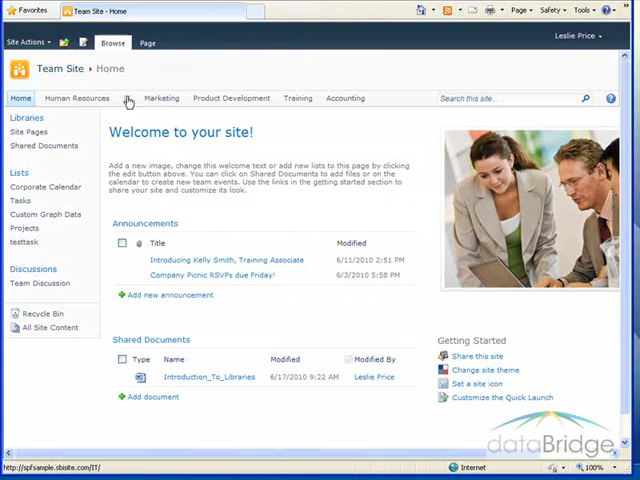 Favorites
Team Site - Home
Page
Safety
Tools
Site Actions
Browse
Page
Leslie Price
Team Site
Home
Home
Human Resources
Marketing
Product Development
Training
Accounting
Search this site...
Libraries
Site Pages
Shared Documents
Lists
Corporate Calendar
Tasks
Custom Graph Data
Projects
testtask
Discussions
Team Discussion
Recycle Bin
All Site Content
Welcome to your site!
Add a new image, change this welcome text or add new lists to this page by clicking
the edit button above. You can click on Shared Documents to add files or on the
calendar to create new team events. Use the links in the getting started section to
share your site and customize its look.
Announcements
Title Modified
Introducing Kelly Smith, Training Associate 6/11/2010 2:51 PM
Company Picnic RSVPs due Friday! 6/3/2010 5:58 PM
Add new announcement
Shared Documents
Type Name Modified Modified By
Introduction_To_Libraries 6/17/2010 9:22 AM Leslie Price
Add document
Getting Started
Share this site
Change site theme
Set a site icon
Customize the Quick Launch
dataBridge
http://spfsample.sbisite.com/IT/
Internet
100%